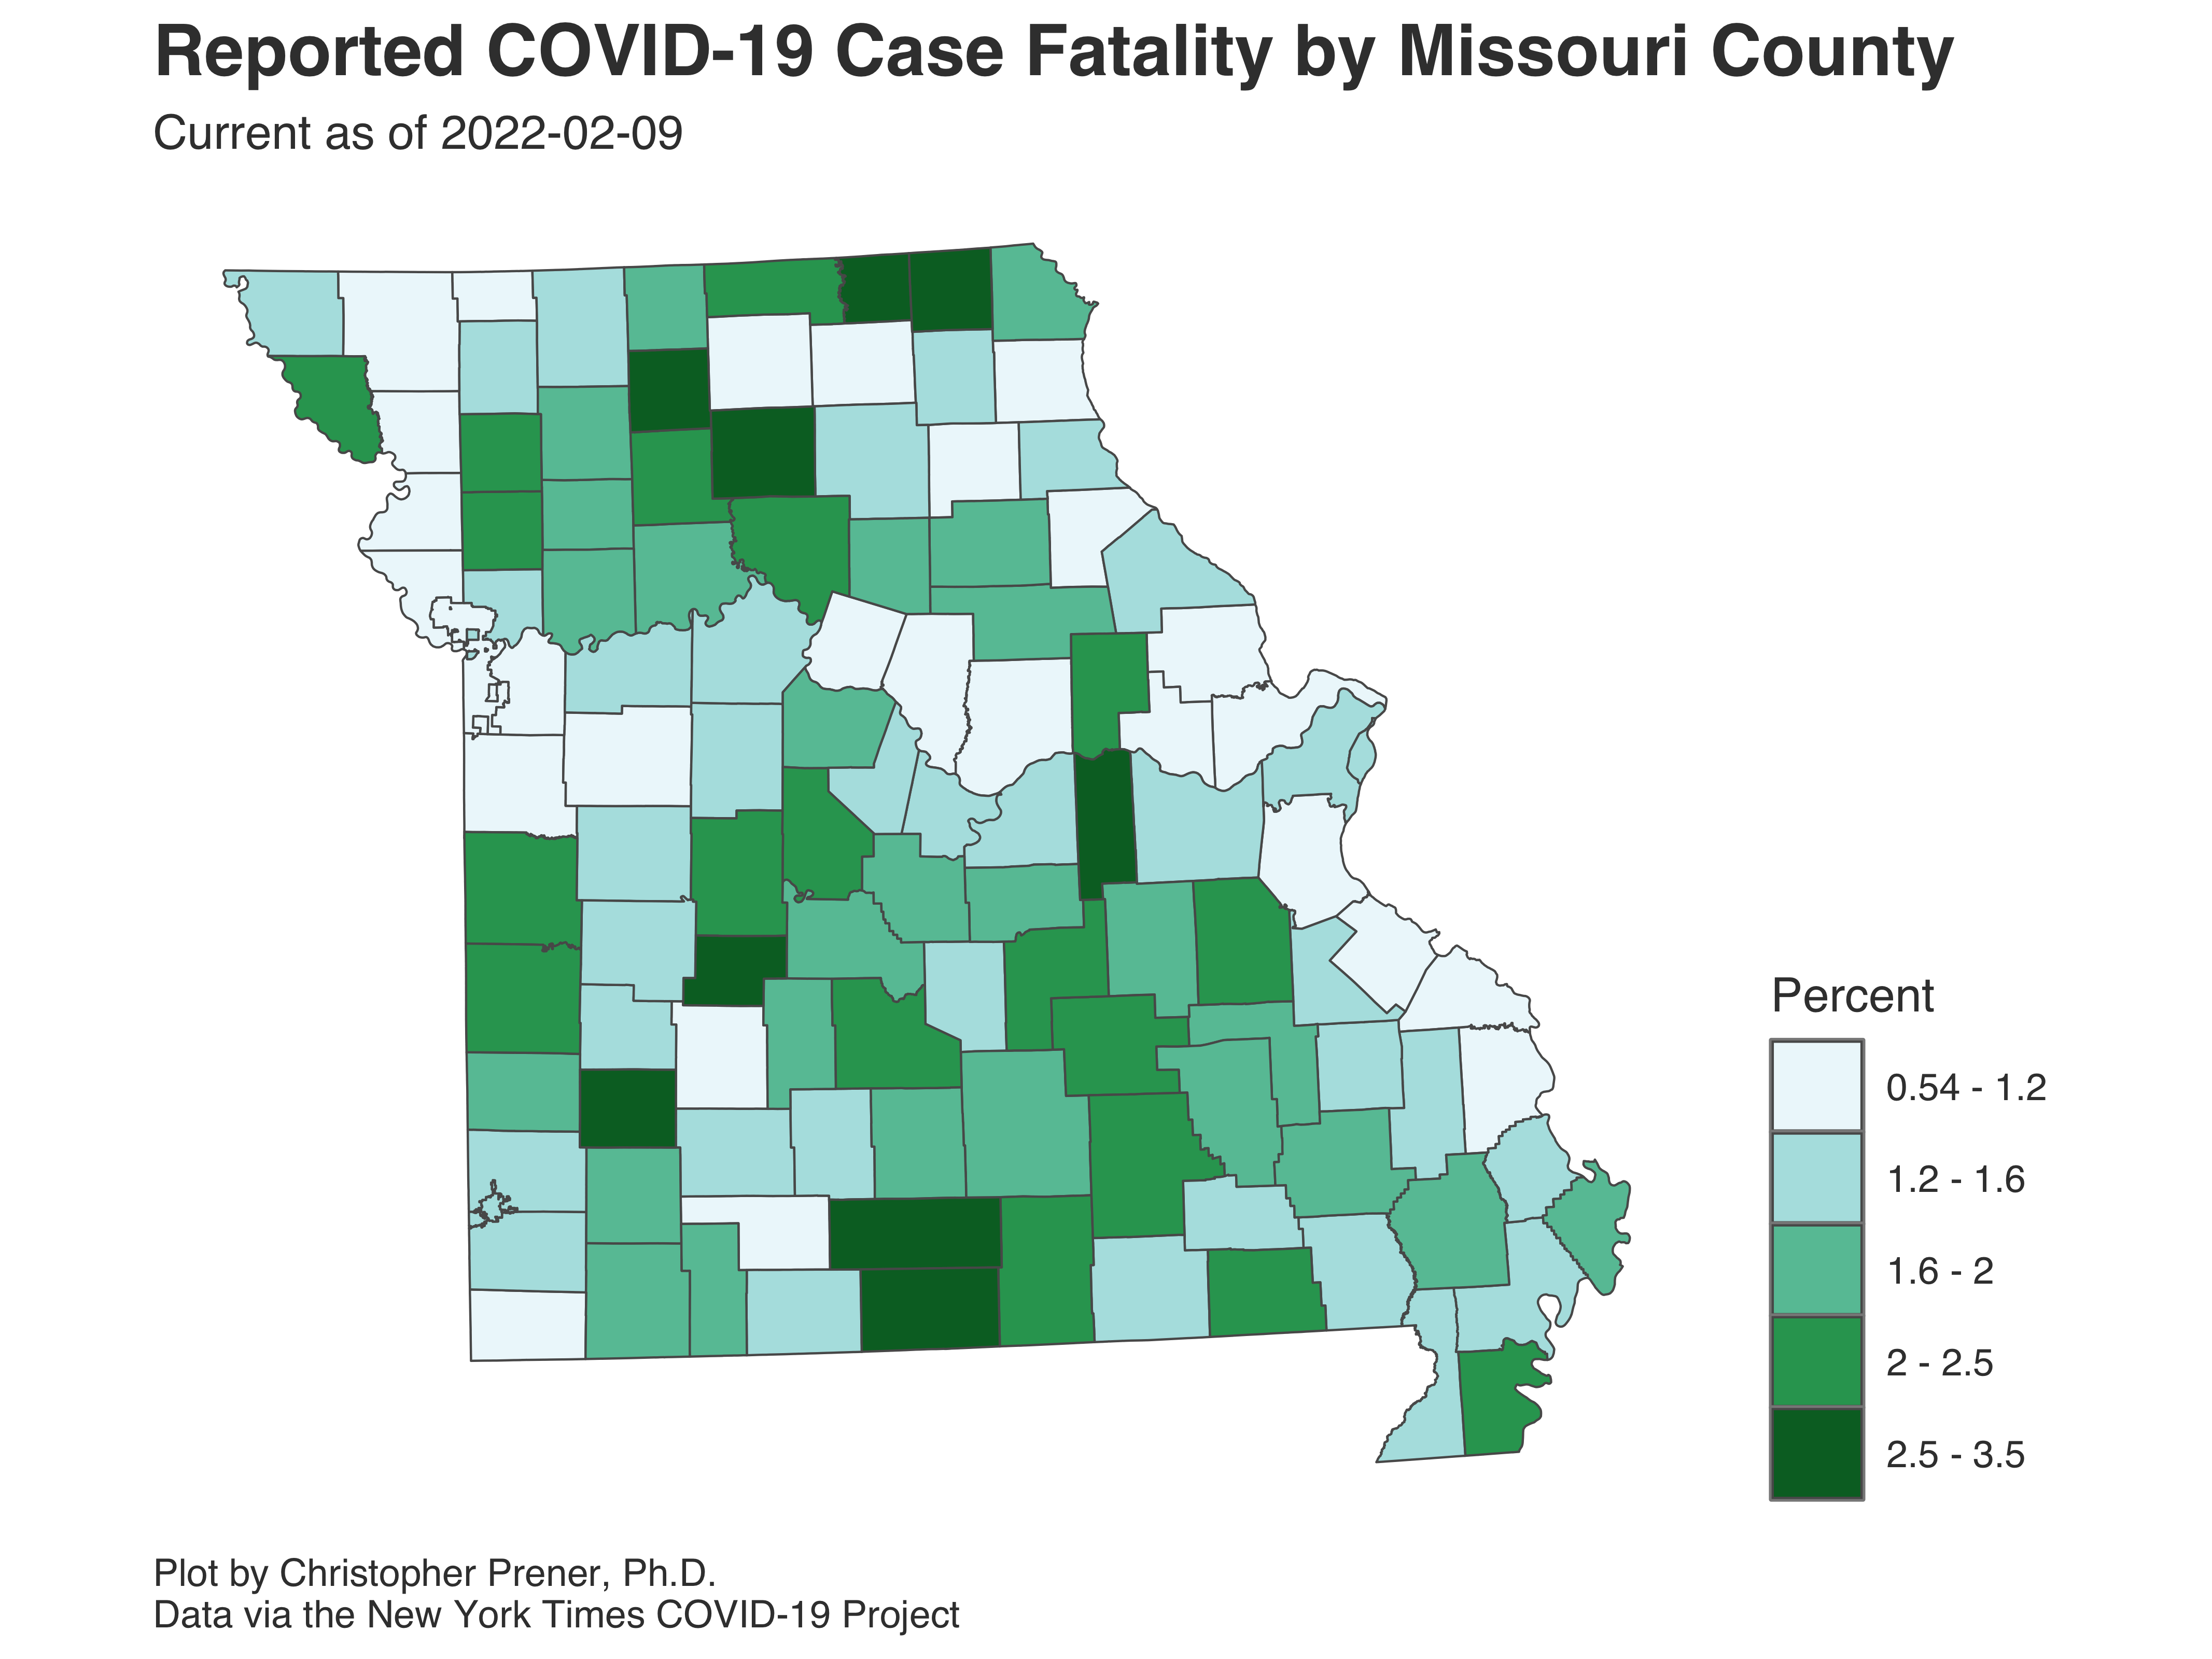 Reported COVID-19 Case Fatality by Missouri County
Current as of 2022-02-09
Percent
0.54 - 1.2
1.2 - 1.6
1.6 - 2
2 - 2.5
2.5 - 3.5
Plot by Christopher Prener, Ph.D.
Data via the New York Times COVID-19 Project